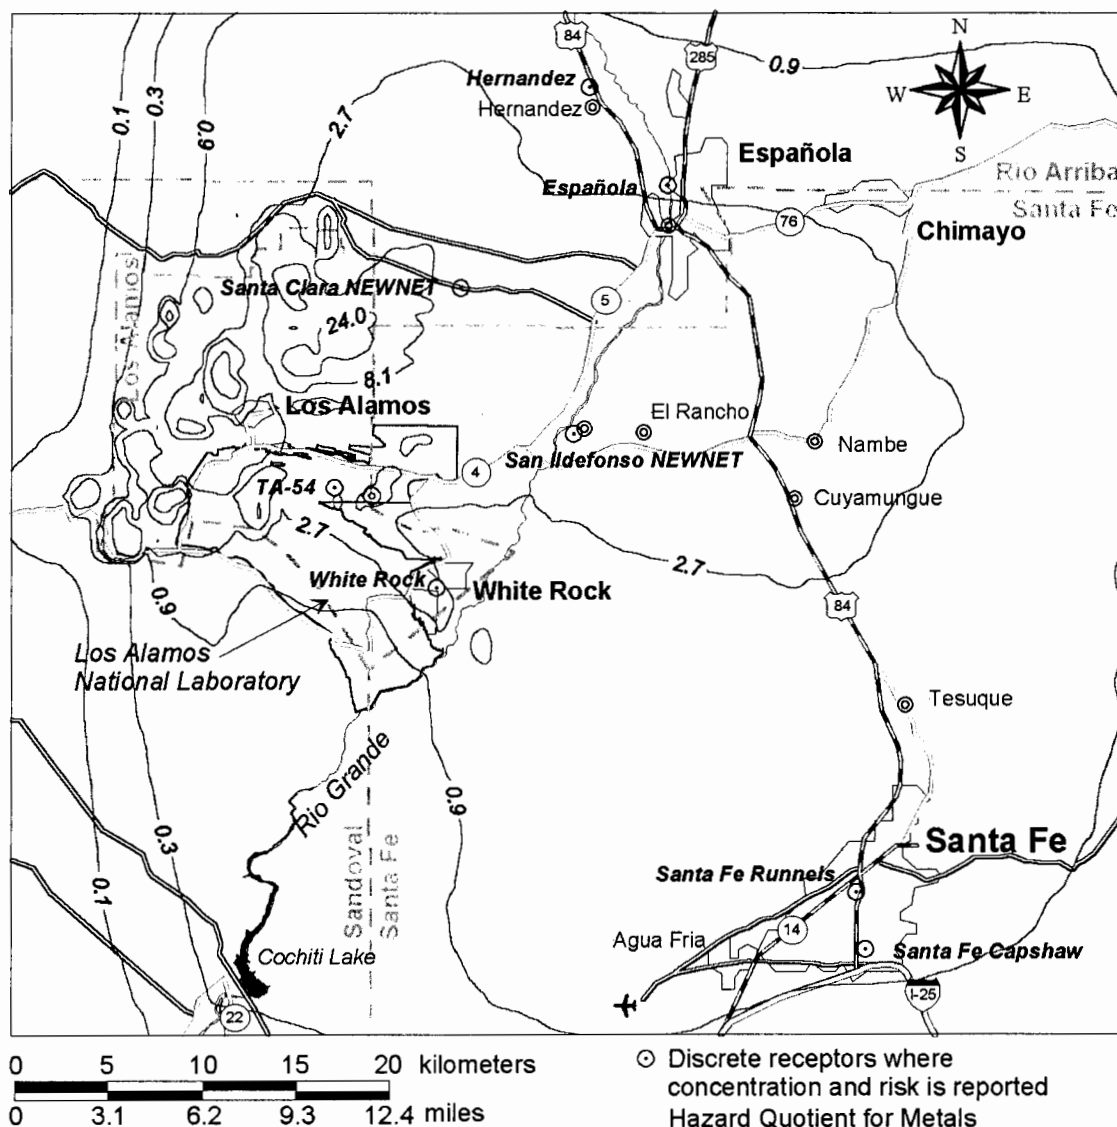 84
285
0.9
N
W
E
S
0.1
0.3
0.9
2.7
Hernandez
Hernandez
Española
Española
Rio Arriba
Santa Fe
76
Chimayo
Los Alamos
Santa Clara NEWNET
24.0
5
8.1
Los Alamos
El Rancho
San Ildefonso NEWNET
Nambe
4
TA-54
Cuyamungue
2.7
2.7
White Rock
White Rock
0.9
84
Los Alamos
National Laboratory
Tesuque
Rio Grande
0.9
0.3
0.1
Santa Fe
Sandoval
Santa Fe
Santa Fe Runnels
14
Agua Fria
Santa Fe Capshaw
Cochiti Lake
I-25
22
0 5 10 15 20 kilometers
0 3.1 6.2 9.3 12.4 miles
Discrete receptors where
concentration and risk is reported
Hazard Quotient for Metals